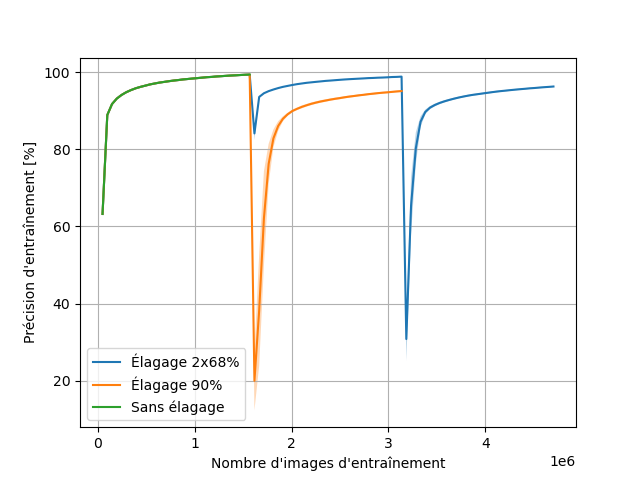 Précision d'entraînement [%]
100
80
60
40
20
Élagage 2x68%
Élagage 90%
Sans élagage
0
1
2
3
4
1e6
Nombre d'images d'entraînement